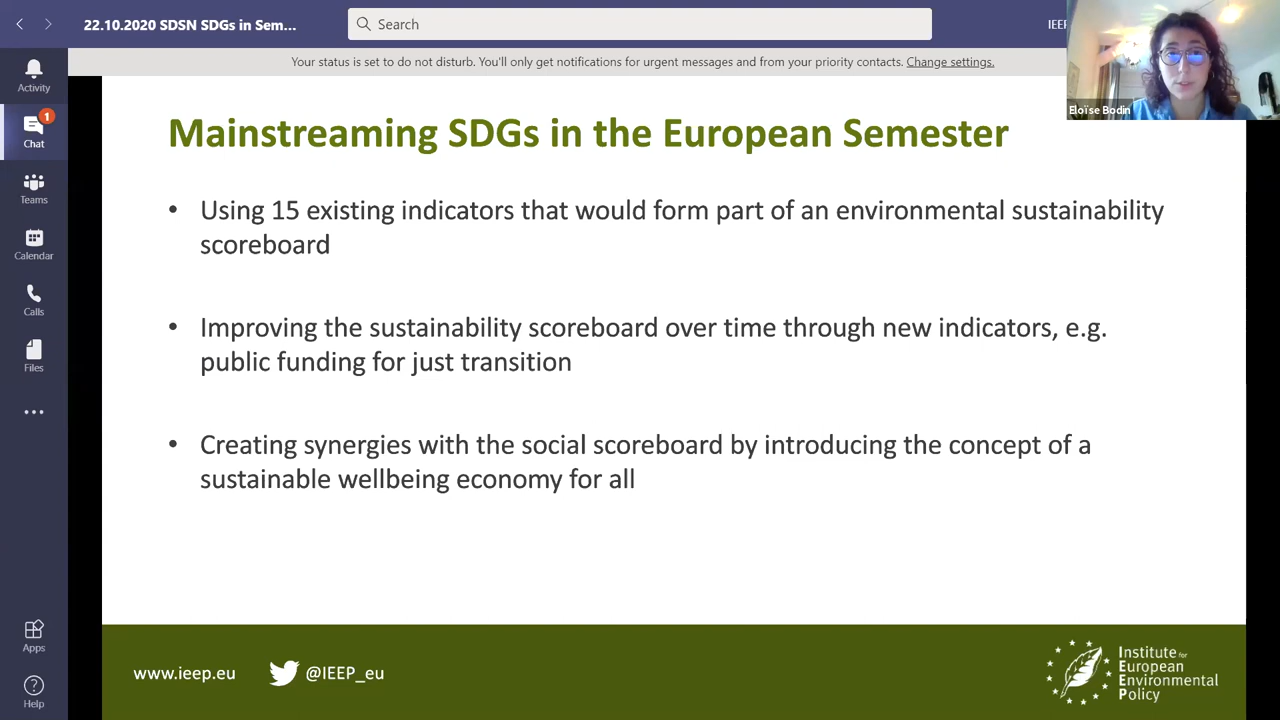 22.10.2020 SDSN SDGs in Sem...
Search
IEEP
Your status is set to do not disturb. You'll only get notifications for urgent messages and from your priority contacts. Change settings.
Eloïse Bodin
Activity
1
Chat
Teams
Calendar
Calls
Files
Apps
Help
Mainstreaming SDGs in the European Semester
• Using 15 existing indicators that would form part of an environmental sustainability
scoreboard
• Improving the sustainability scoreboard over time through new indicators, e.g.
public funding for just transition
• Creating synergies with the social scoreboard by introducing the concept of a
sustainable wellbeing economy for all
www.ieep.eu
@IEEP_eu
Institute for
European
Environmental
Policy